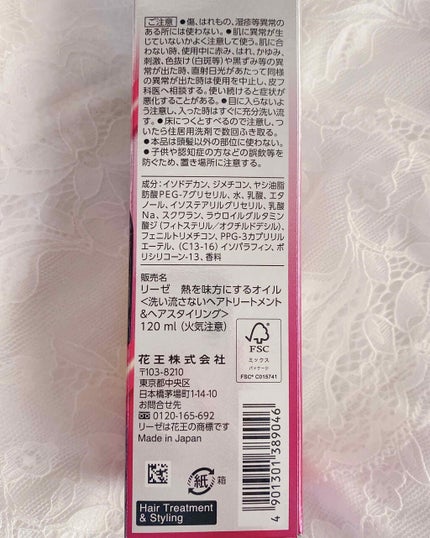 ご注意 ●傷、はれもの、湿疹等異常の
ある所には使わない。●肌に異常が生
じていないかよく注意して使う。肌に合
わない時、使用中に赤み、はれ、かゆみ、
刺激、色抜け(白斑等)や黒ずみ等の異
常が出た時、直射日光があたって同様
の異常が出た時は使用を中止し、皮フ
科医へ相談する。使い続けると症状が
悪化することがある。●目に入らないよ
う注意し、入った時はすぐに充分洗い流
す。●床につくとすべるので注意し、つ
いたら住居用洗剤で数回ふき取る。
●本品は頭髪以外の部位に使わない。
●子供や認知症の方などの誤飲等を
防ぐため、置き場所に注意する。
成分:イソドデカン、ジメチコン、ヤシ油脂
肪酸PEG-7グリセリル、水、乳酸、エタ
ノール、イソステアリルグリセリル、乳酸
Na、スクワラン、ラウロイルグルタミン
酸ジ(フィトステリル/オクチルドデシル)、
フェニルトリメチコン、PPG-3カプリリル
エーテル、(C13-16)イソパラフィン、ポ
リシリコーン-13、香料
販売名
リーゼ 熱を味方にするオイル
<洗い流さないヘアトリートメント
&ヘアスタイリング>
120 ml (火気注意)
花王株式会社
〒103-8210
東京都中央区
日本橋茅場町1-14-10
お問合せ先
0120-165-692
リーゼは花王の商標です
Made in Japan
FSC
ミックス
パッケージ
FSC® C015741
紙 箱
Hair Treatment
& Styling
4 901301 389046